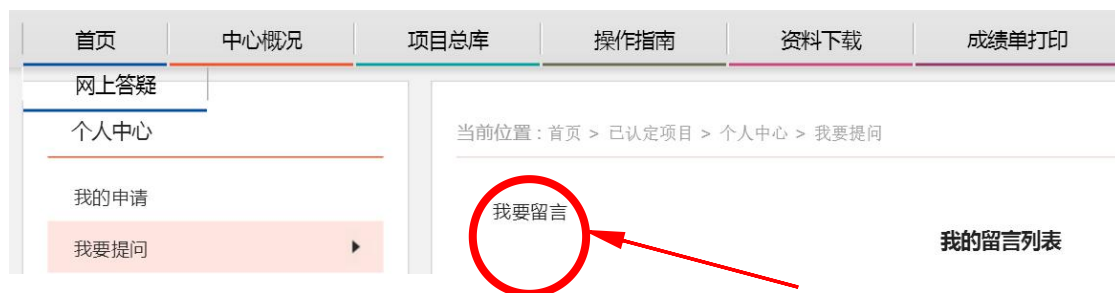 首页 中心概况 项目总库 操作指南 资料下载 成绩单打印
网上答疑
个人中心
当前位置：首页 > 已认定项目 > 个人中心 > 我要提问
我的申请
我要留言
我要提问
我的留言列表